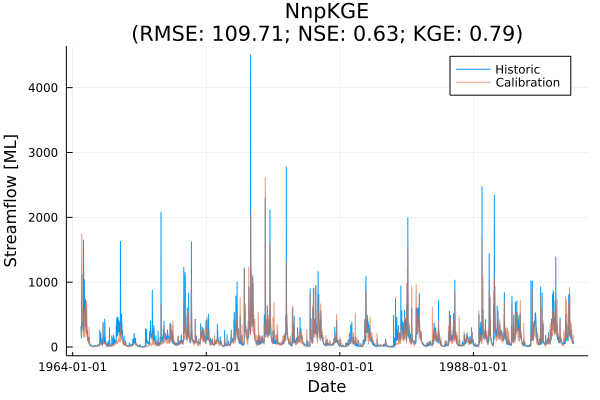 NnpKGE
(RMSE: 109.71; NSE: 0.63; KGE: 0.79)
Historic
Calibration
Streamflow [ML]
4000
3000
2000
1000
0
1964-01-01
1972-01-01
1980-01-01
1988-01-01
Date